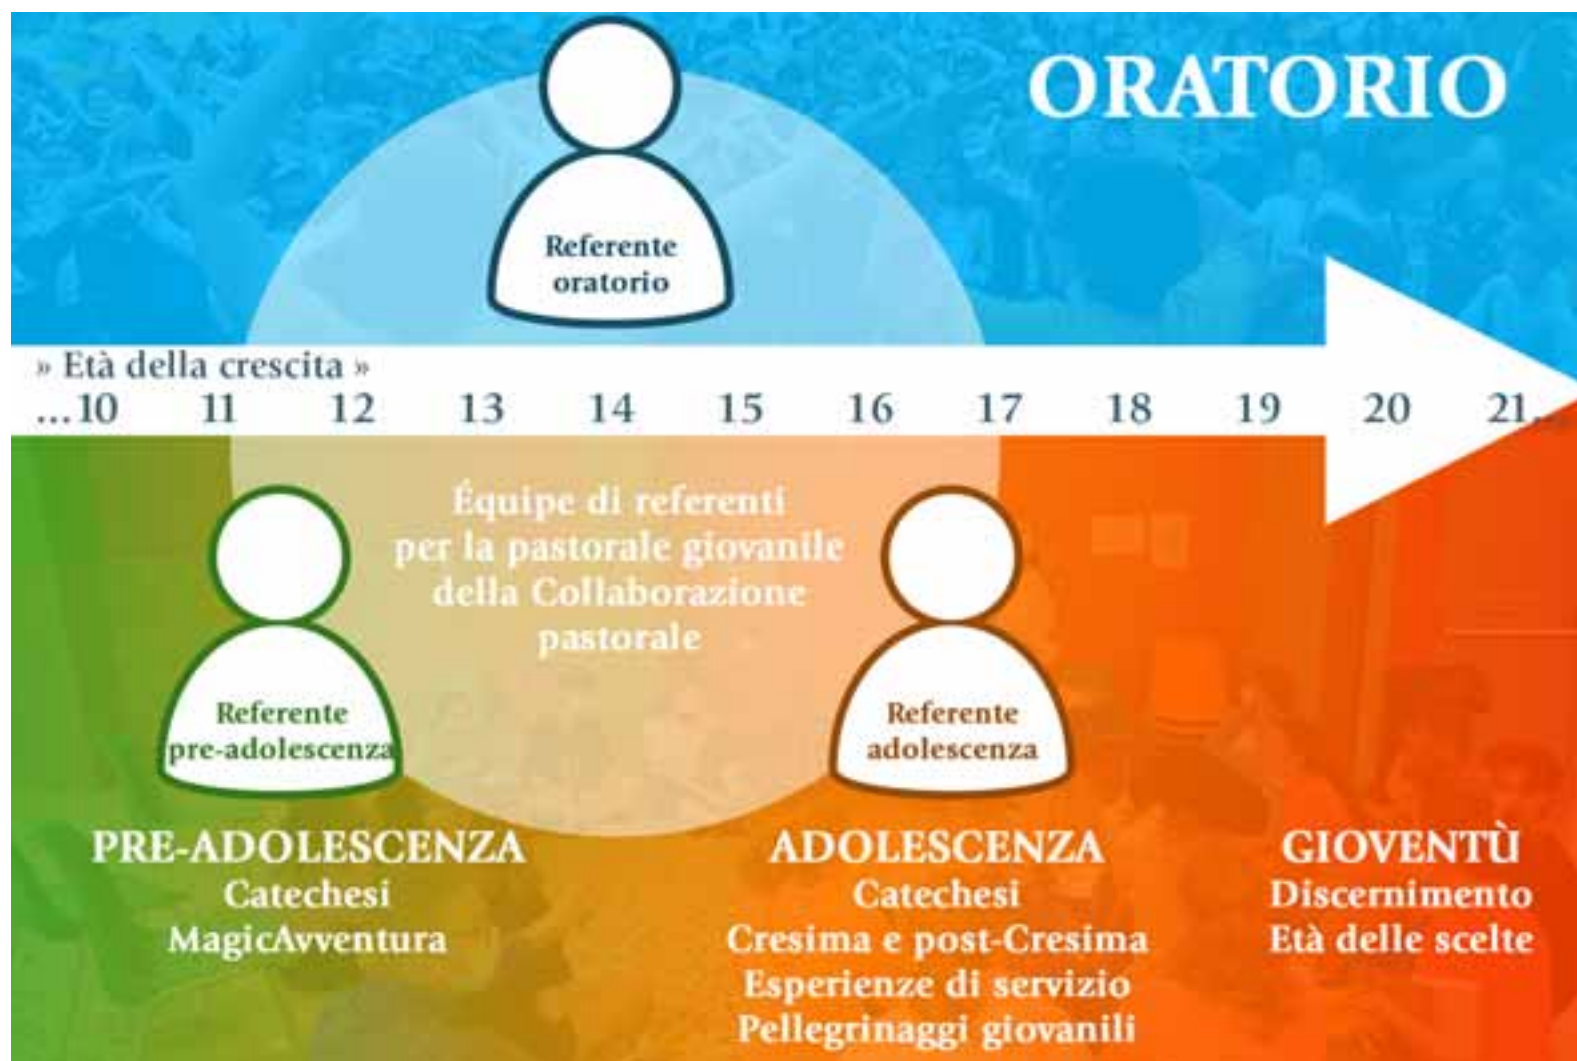 ORATORIO
Referente
oratorio
» Età della crescita »
...10 11 12 13 14 15 16 17 18 19 20 21...
Équipe di referenti
per la pastorale giovanile
della Collaborazione
pastorale
Referente
pre-adolescenza
Referente
adolescenza
PRE-ADOLESCENZA
Catechesi
MagicAvventura
ADOLESCENZA
Catechesi
Cresima e post-Cresima
Esperienze di servizio
Pellegrinaggi giovanili
GIOVENTÙ
Discernimento
Età delle scelte